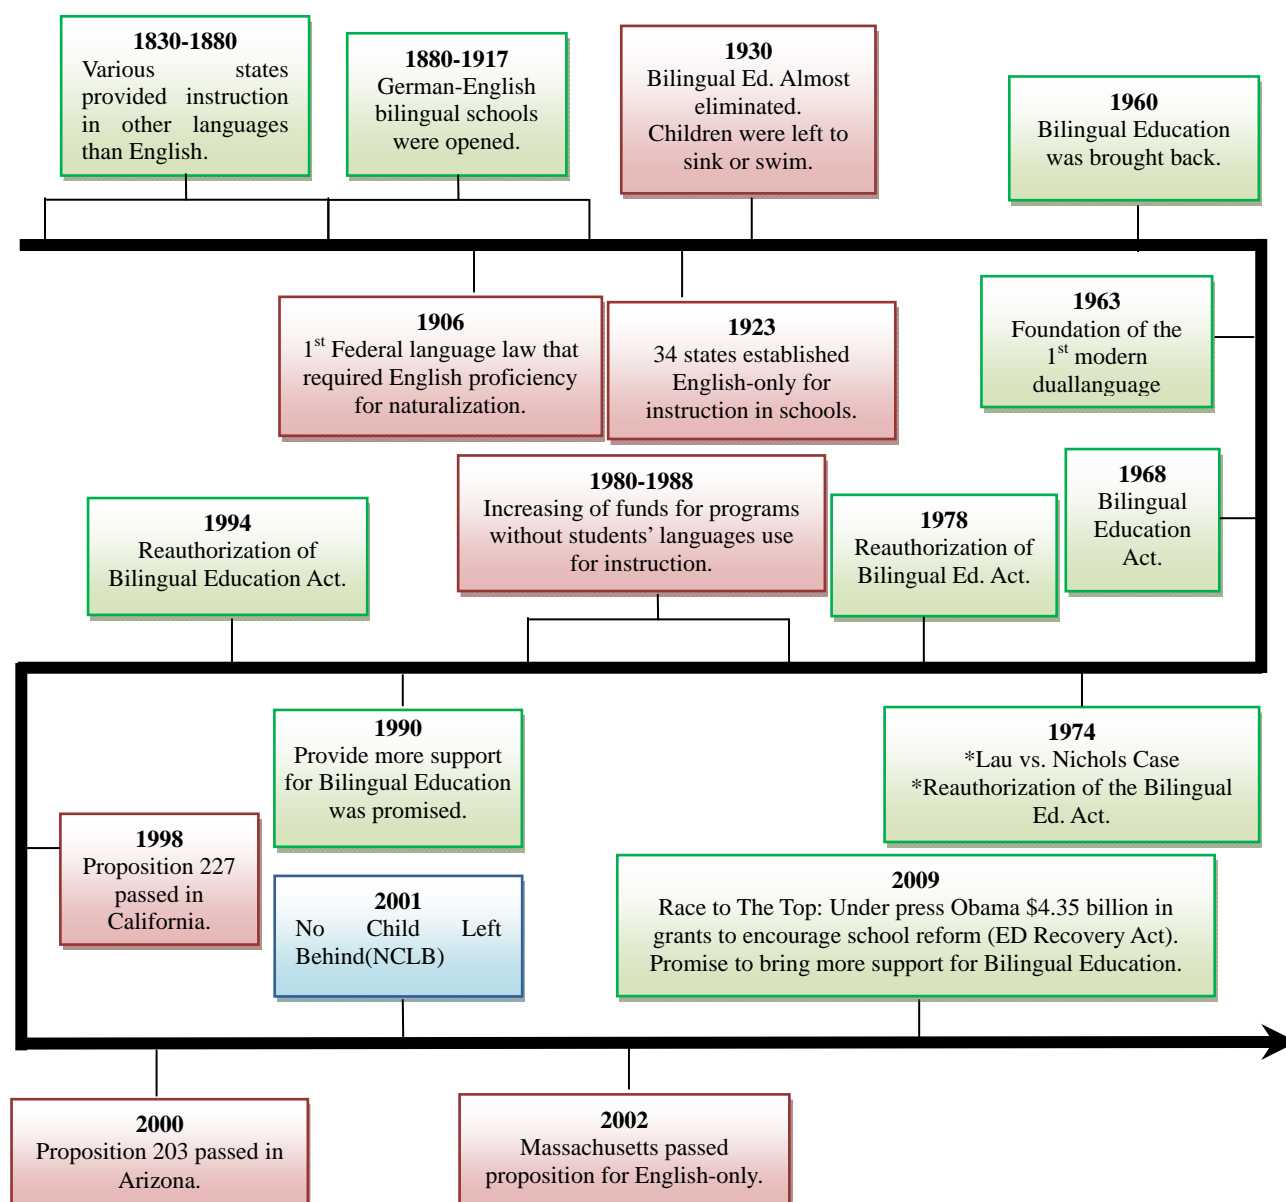 1830-1880
Various states
provided instruction
in other languages
than English.
1880-1917
German-English
bilingual schools
were opened.
1930
Bilingual Ed. Almost
eliminated.
Children were left to
sink or swim.
1960
Bilingual Education
was brought back.
1906
1st Federal language law that
required English proficiency
for naturalization.
1923
34 states established
English-only for
instruction in schools.
1963
Foundation of the
1st modern
duallanguage
1968
Bilingual
Education
Act.
1978
Reauthorization of
Bilingual Ed. Act.
1980-1988
Increasing of funds for programs
without students’ languages use
for instruction.
1994
Reauthorization of
Bilingual Education Act.
1974
*Lau vs. Nichols Case
*Reauthorization of the Bilingual
Ed. Act.
1990
Provide more support
for Bilingual Education
was promised.
1998
Proposition 227
passed in
California.
2001
No Child Left
Behind(NCLB)
2009
Race to The Top: Under press Obama $4.35 billion in
grants to encourage school reform (ED Recovery Act).
Promise to bring more support for Bilingual Education.
2000
Proposition 203 passed in
Arizona.
2002
Massachusetts passed
proposition for English-only.